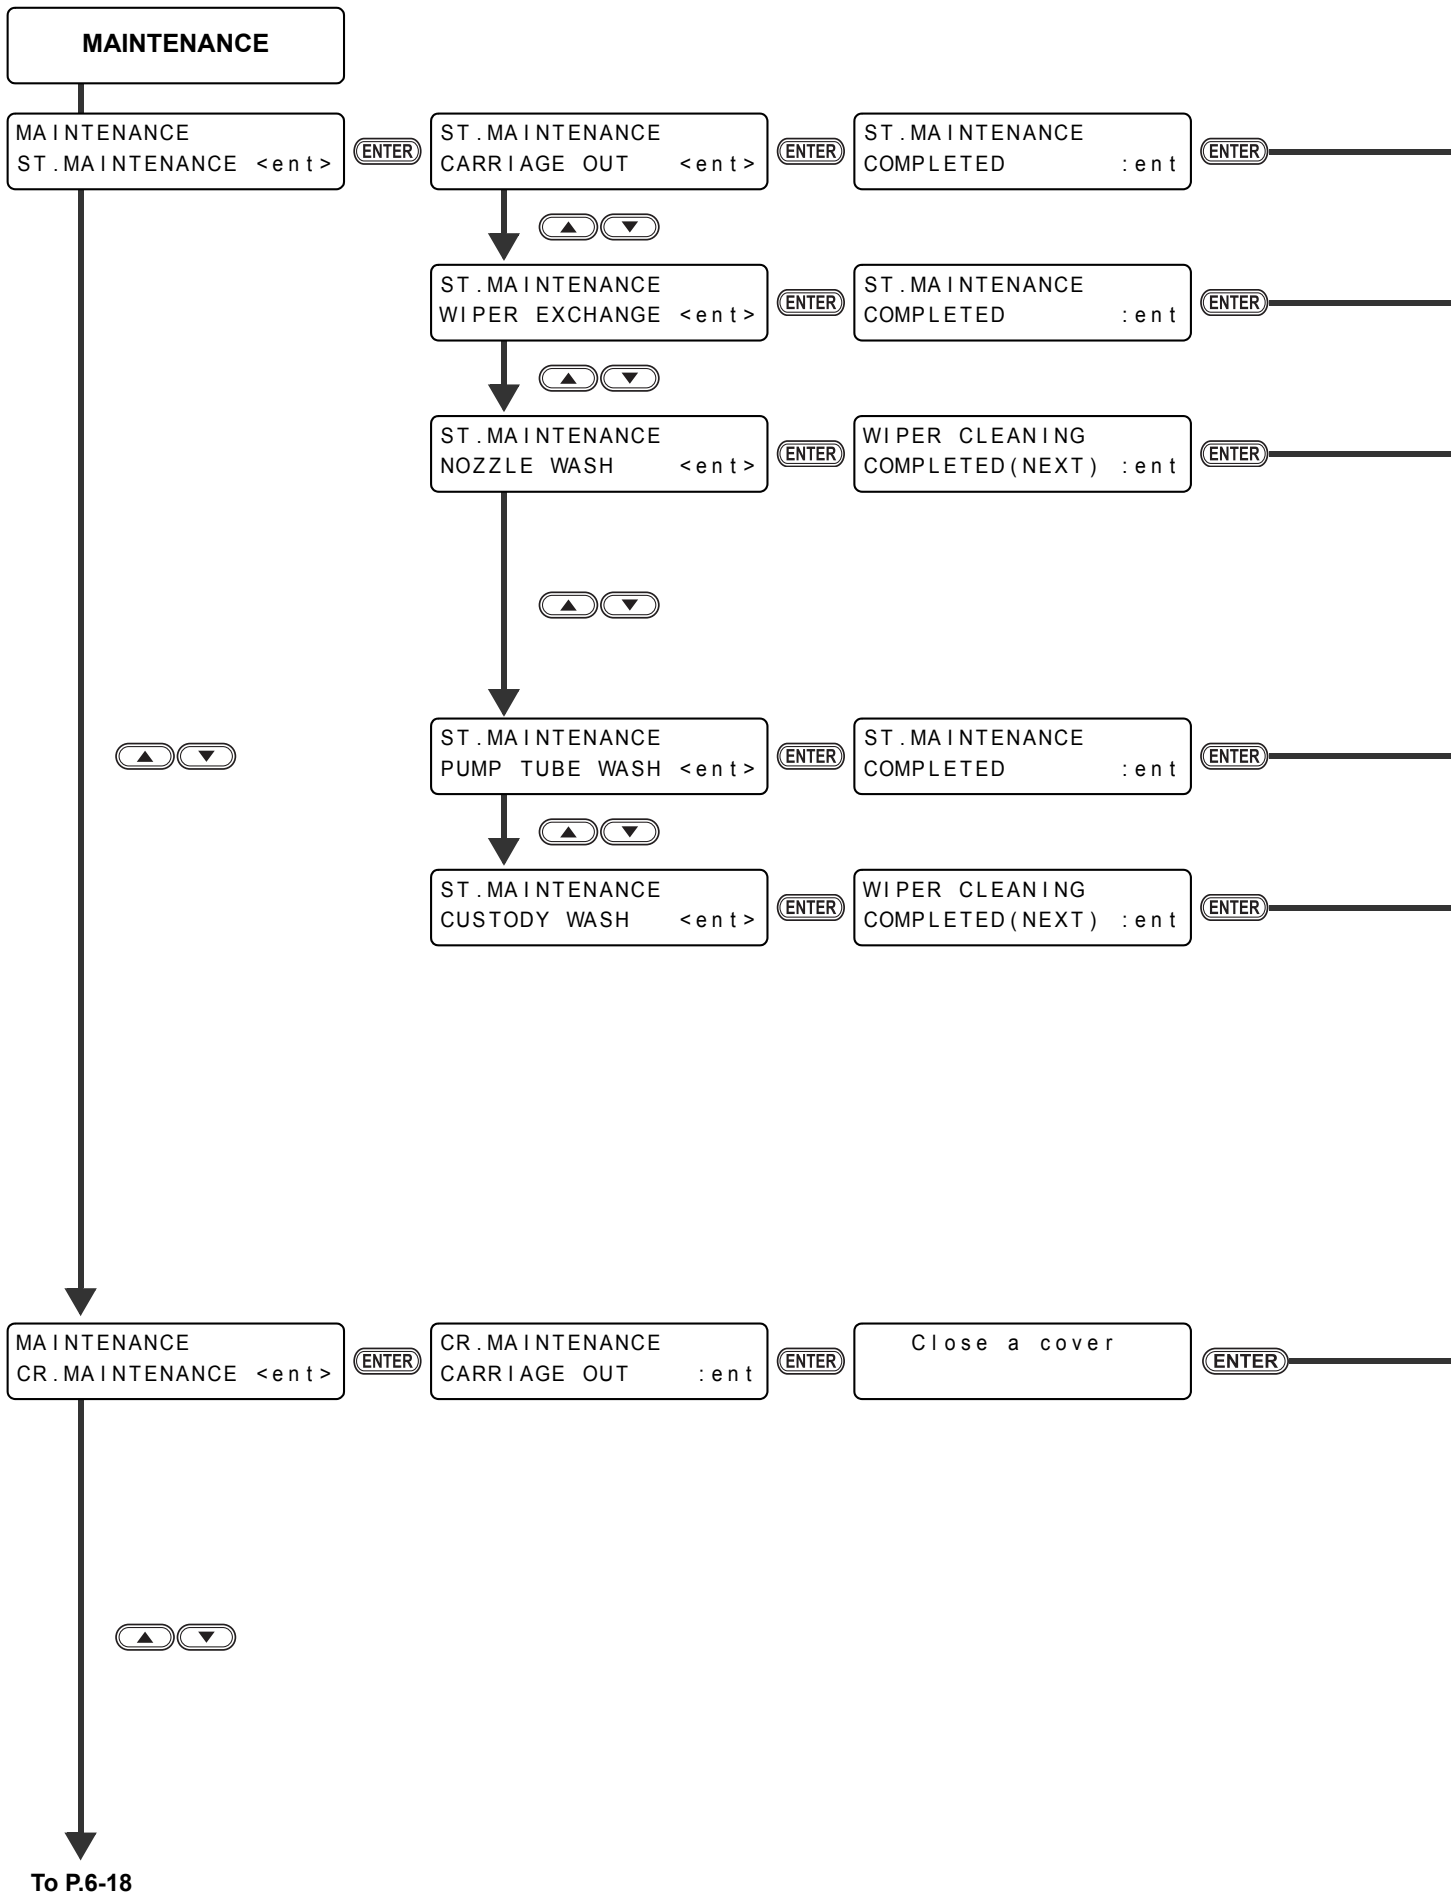 MAINTENANCE
MAINTENANCE
ST.MAINTENANCE <ent>
ENTER
ST.MAINTENANCE
CARRIAGE OUT <ent>
ENTER
ST.MAINTENANCE
COMPLETED :ent
ENTER
ST.MAINTENANCE
WIPER EXCHANGE <ent>
ENTER
ST.MAINTENANCE
COMPLETED :ent
ENTER
ST.MAINTENANCE
NOZZLE WASH <ent>
ENTER
WIPER CLEANING
COMPLETED(NEXT) :ent
ENTER
ST.MAINTENANCE
PUMP TUBE WASH <ent>
ENTER
ST.MAINTENANCE
COMPLETED :ent
ENTER
ST.MAINTENANCE
CUSTODY WASH <ent>
ENTER
WIPER CLEANING
COMPLETED(NEXT) :ent
ENTER
MAINTENANCE
CR.MAINTENANCE <ent>
ENTER
CR.MAINTENANCE
CARRIAGE OUT :ent
ENTER
Close a cover
ENTER
To P.6-18